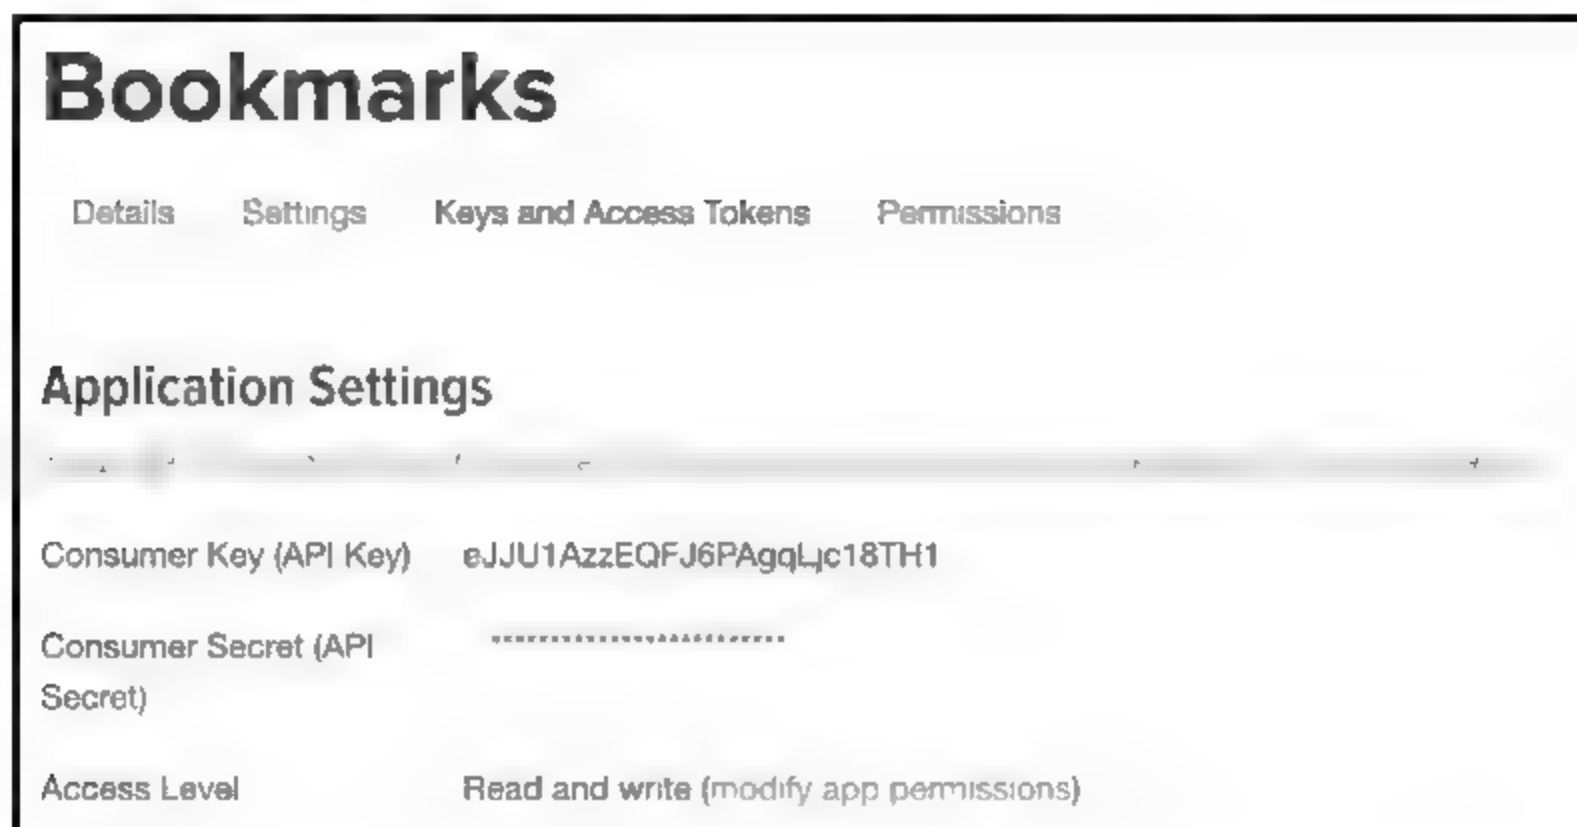 Bookmarks
Details Settings Keys and Access Tokens Permissions
Application Settings
Consumer Key (API Key) eJJU1AzzEQFJ6PAgqLjc18TH1
Consumer Secret (API
Secret)
Access Level Read and write (modify app permissions)